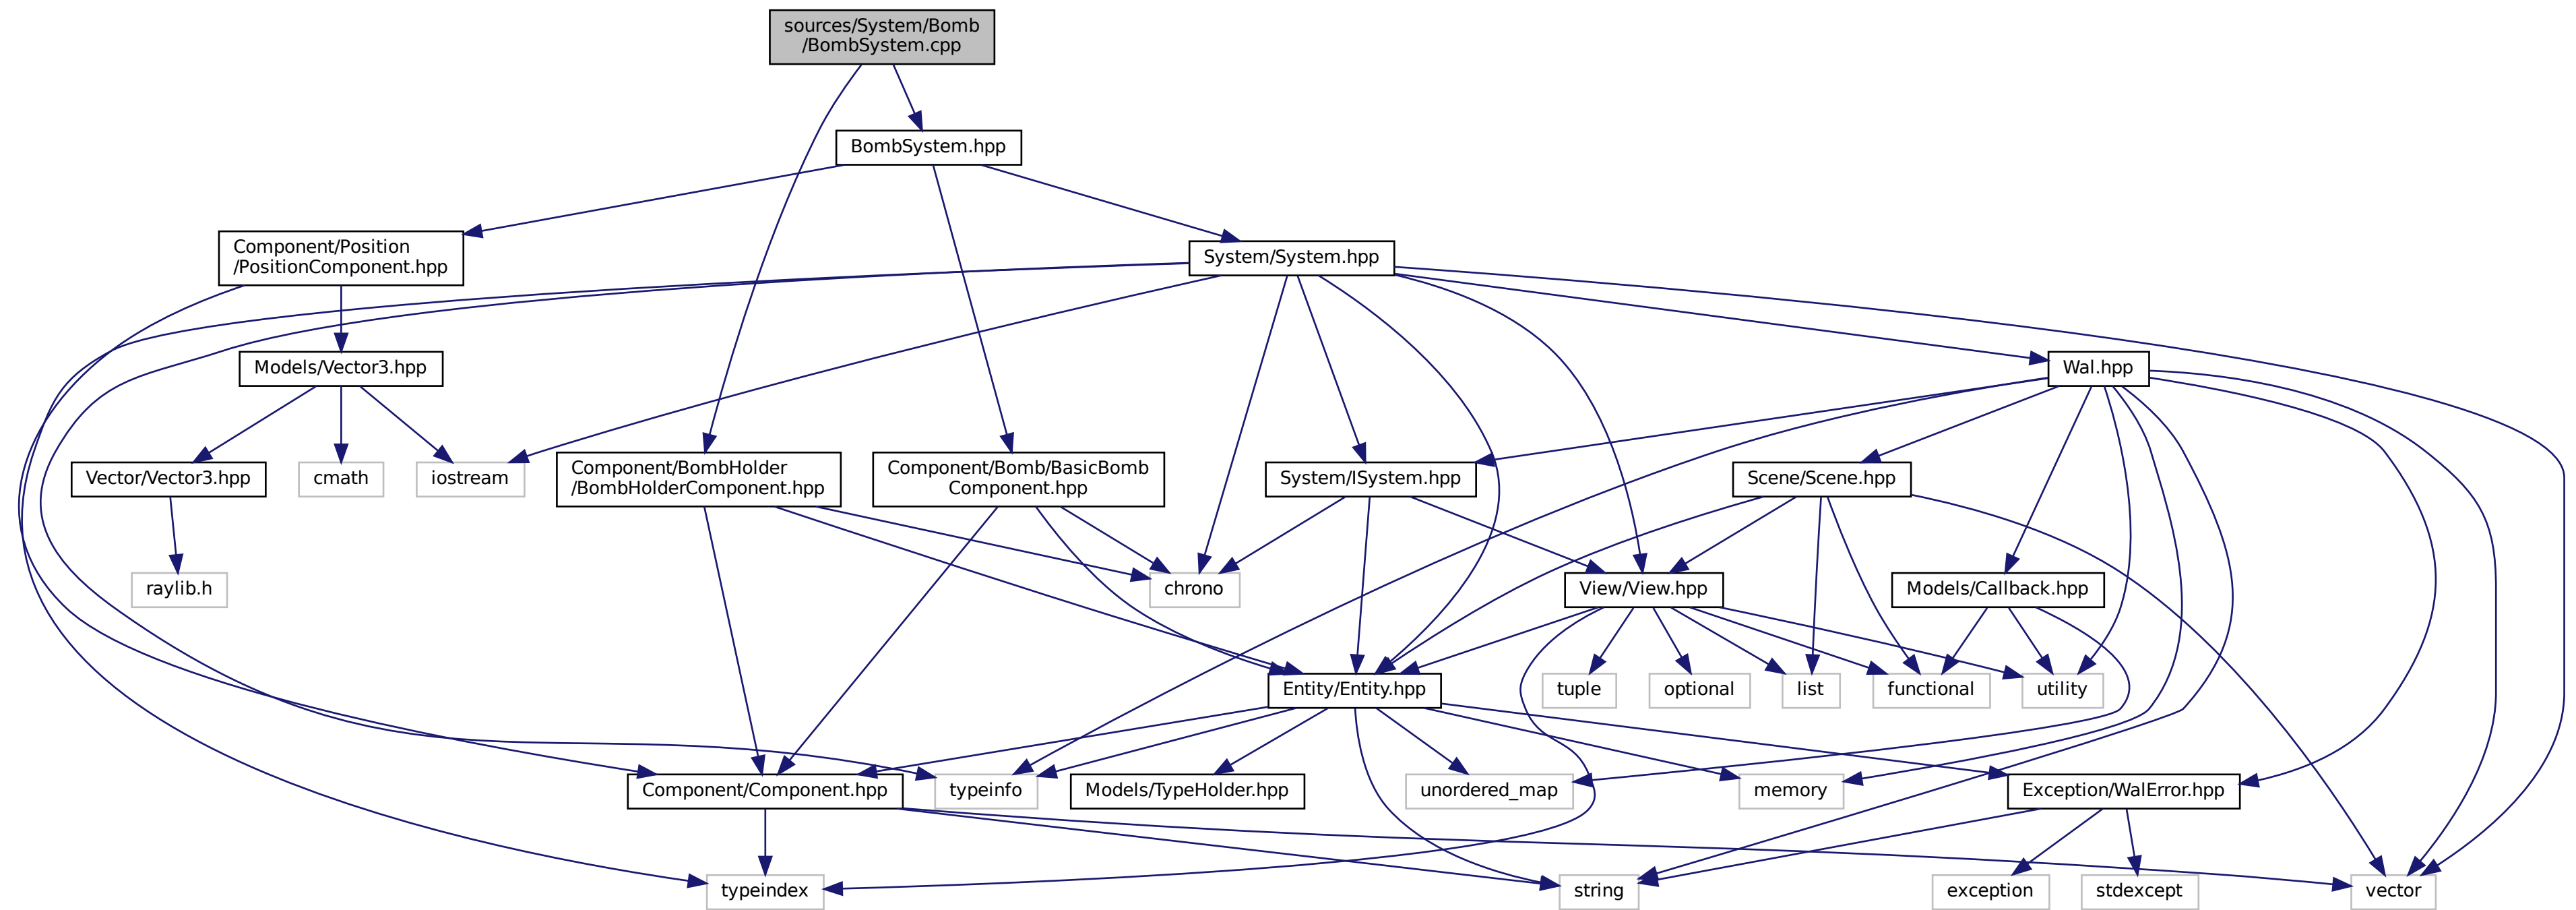 sources/System/Bomb
/BombSystem.cpp
BombSystem.hpp
Component/Position
/PositionComponent.hpp
System/System.hpp
Models/Vector3.hpp
Wal.hpp
Vector/Vector3.hpp
cmath
iostream
Component/BombHolder
/BombHolderComponent.hpp
Component/Bomb/BasicBomb
Component.hpp
System/ISystem.hpp
Scene/Scene.hpp
raylib.h
chrono
View/View.hpp
Models/Callback.hpp
Entity/Entity.hpp
tuple
optional
list
functional
utility
Component/Component.hpp
typeinfo
Models/TypeHolder.hpp
unordered_map
memory
Exception/WalError.hpp
typeindex
string
exception
stdexcept
vector